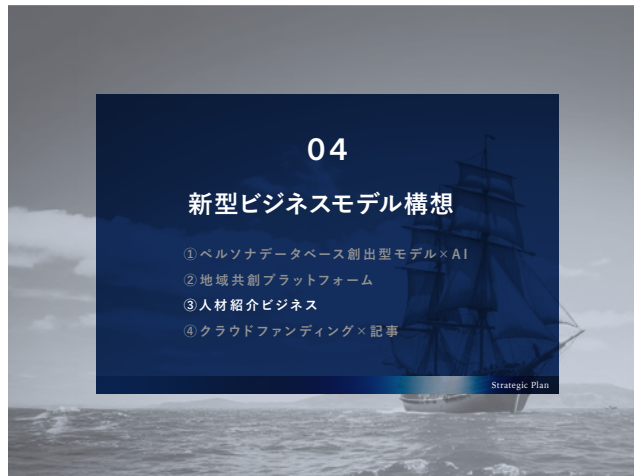 04
新型ビジネスモデル構想
①ペルソナデータベース創出型モデル×AI
②地域共創プラットフォーム
③人材紹介ビジネス
④クラウドファンディング×記事
Strategic Plan